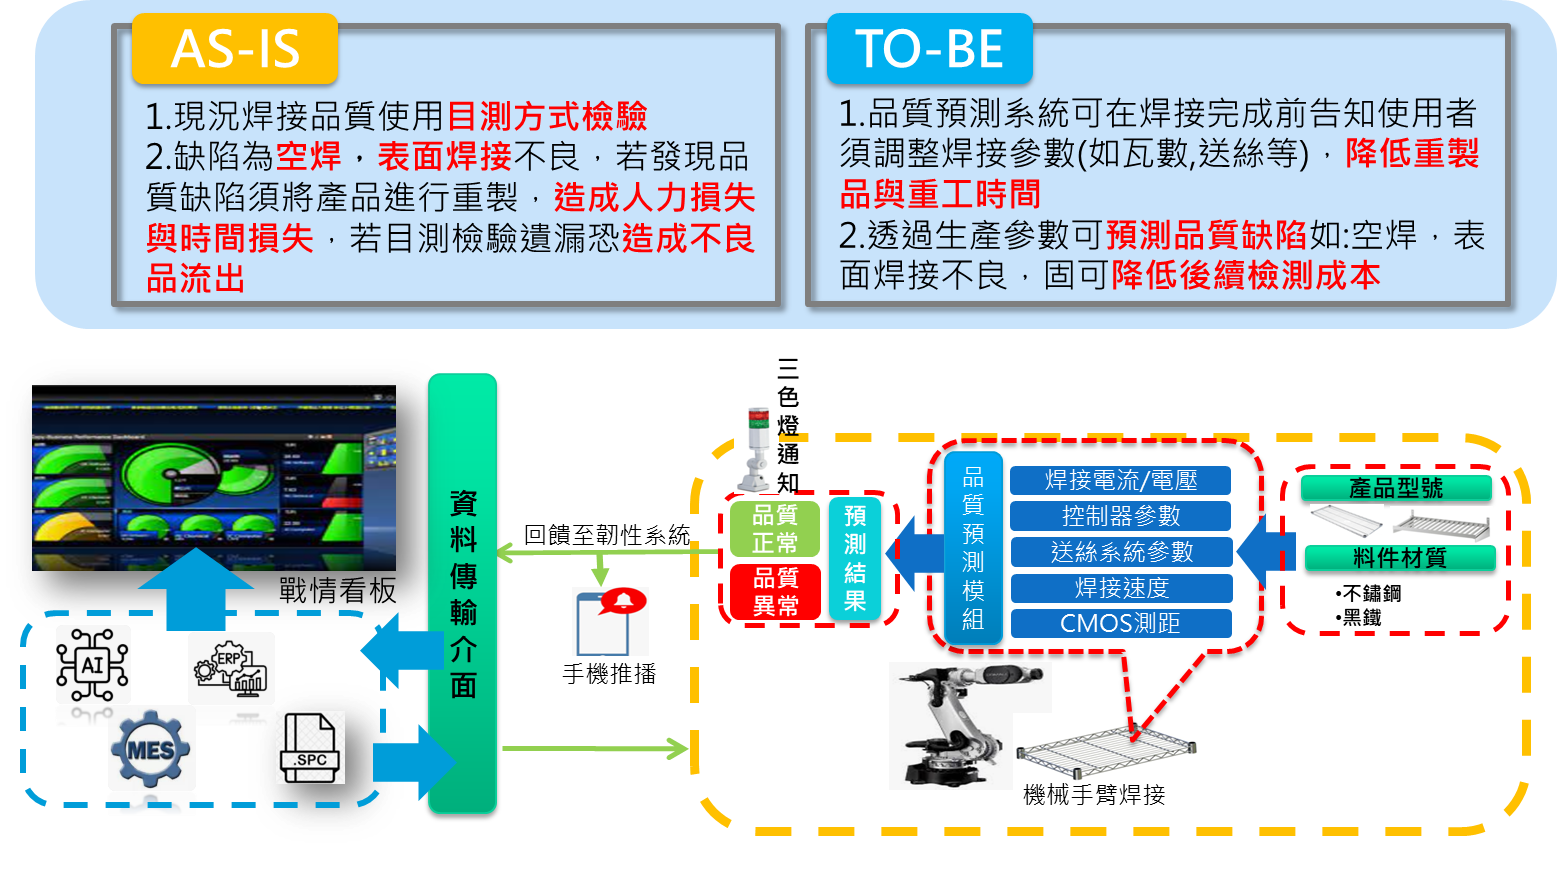 AS-IS
1.現況焊接品質使用目測方式檢驗
2.缺陷為空焊，表面焊接不良，若發現品
質缺陷須將產品進行重製，造成人力損失
與時間損失，若目測檢驗遺漏恐造成不良
品流出
TO-BE
1.品質預測系統可在焊接完成前告知使用者
須調整焊接參數(如瓦數,送絲等)，降低重製
品與重工時間
2.透過生產參數可預測品質缺陷如:空焊，表
面焊接不良，固可降低後續檢測成本
戰情看板
AI
ERP
MES
.SPC
資料傳輸介面
回饋至韌性系統
手機推播
三色燈通知
品質
正常
品質
異常
預測結果
品質預測模組
焊接電流/電壓
控制器參數
送絲系統參數
焊接速度
CMOS測距
產品型號
料件材質
•不鏽鋼
•黑鐵
機械手臂焊接